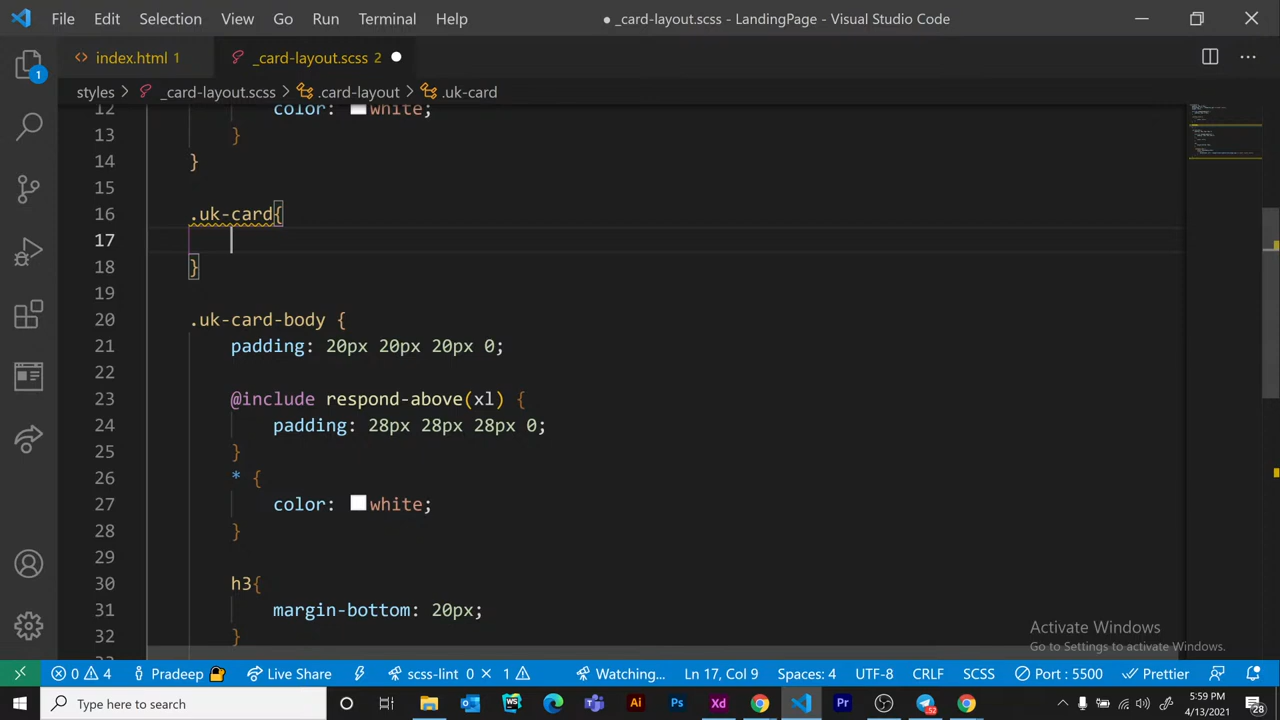 File Edit Selection View Go Run Terminal Help ● _card-layout.scss - LandingPage - Visual Studio Code
index.html 1 _card-layout.scss 2
styles > _card-layout.scss > .card-layout > .uk-card
12 color: white;
13 }
14 }
15
16 .uk-card{
17
18 }
19
20 .uk-card-body {
21 padding: 20px 20px 20px 0;
22
23 @include respond-above(xl) {
24 padding: 28px 28px 28px 0;
25 }
26 * {
27 color: white;
28 }
29
30 h3{
31 margin-bottom: 20px;
32 }
Activate Windows
Go to Settings to activate Windows.
0 4 Pradeep Live Share scss-lint 0 × 1 Watching... Ln 17, Col 9 Spaces: 4 UTF-8 CRLF SCSS Port : 5500 Prettier
Type here to search
5:59 PM
4/13/2021
28